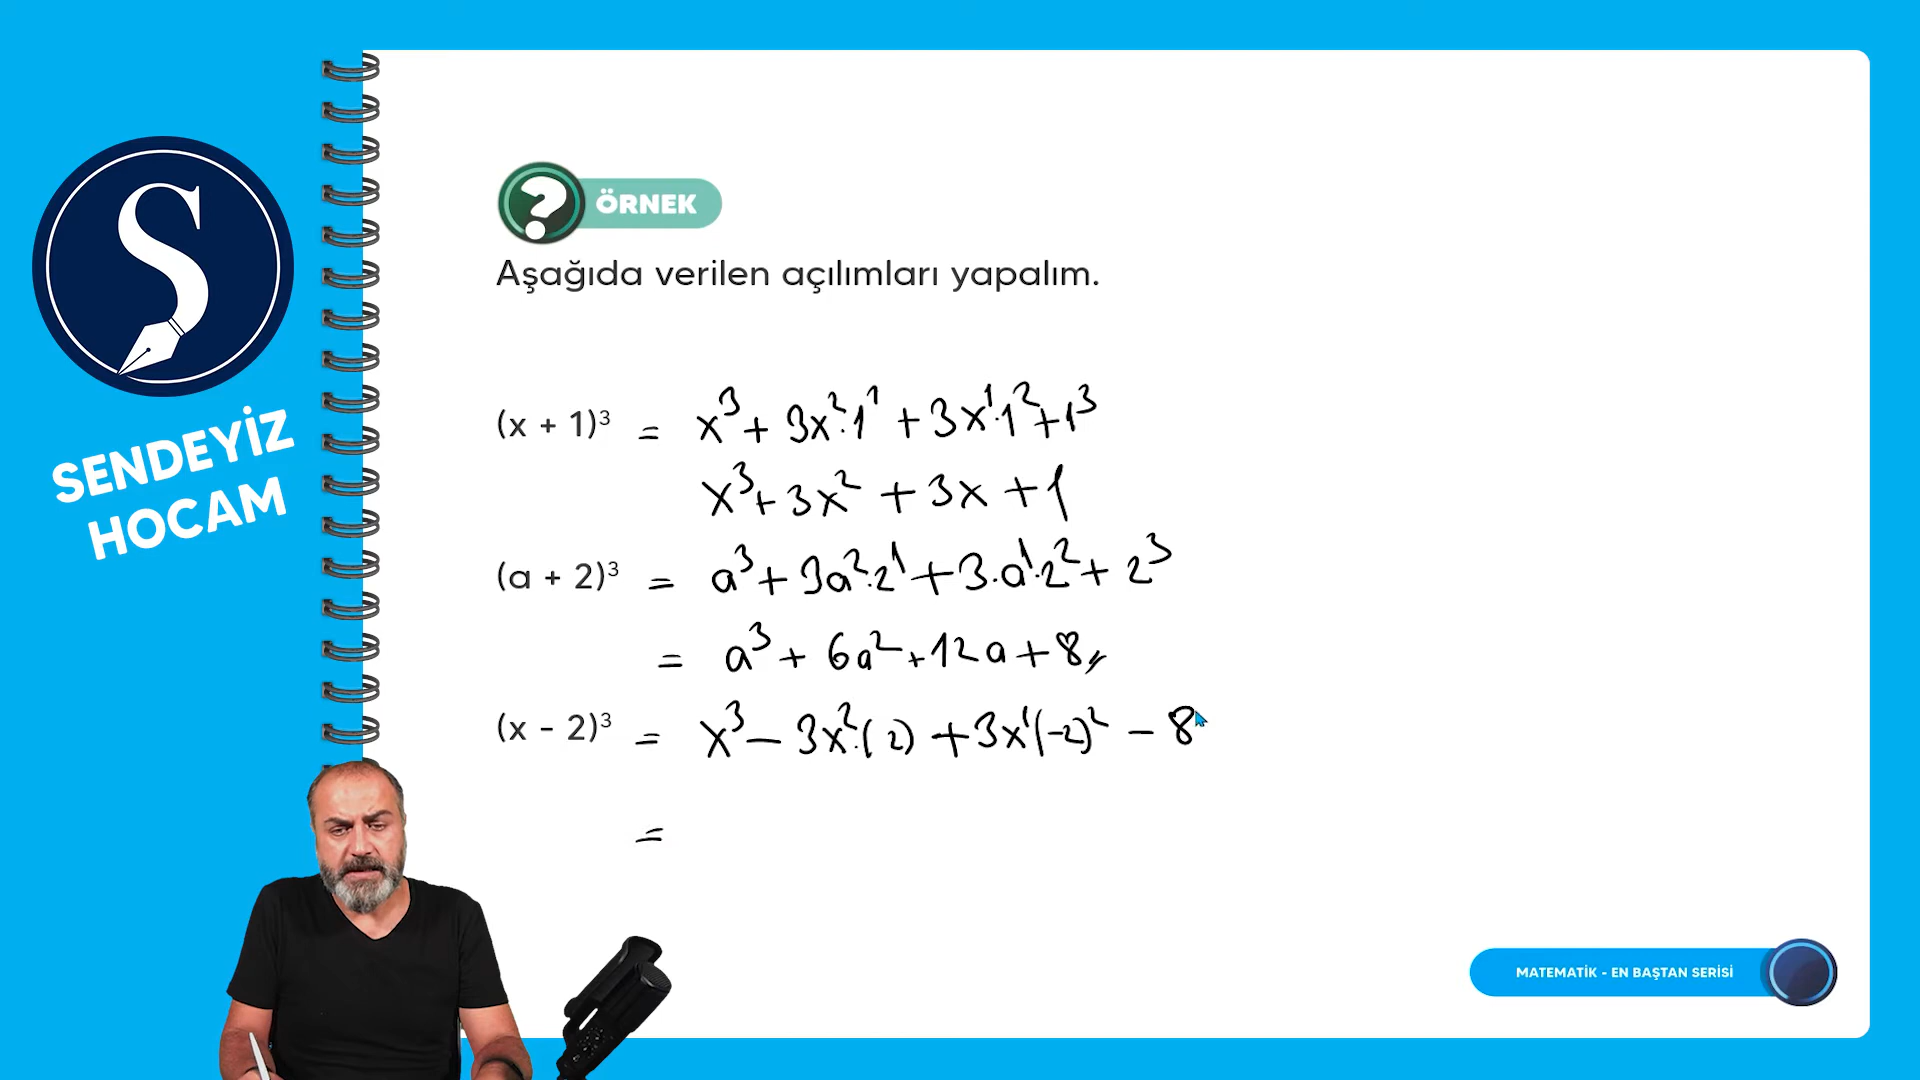 SENDEYİZ
HOCAM
ÖRNEK
Aşağıda verilen açılımları yapalım.
(x + 1)³ = x³ + 3x²·1¹ + 3x¹·1² + 1³
x³ + 3x² + 3x + 1
(a + 2)³ = a³ + 3a²·2¹ + 3·a¹·2² + 2³
= a³ + 6a² + 12a + 8
(x - 2)³ = x³ - 3x²·(2) + 3x¹(-2)² - 8
=
MATEMATİK - EN BAŞTAN SERİSİ